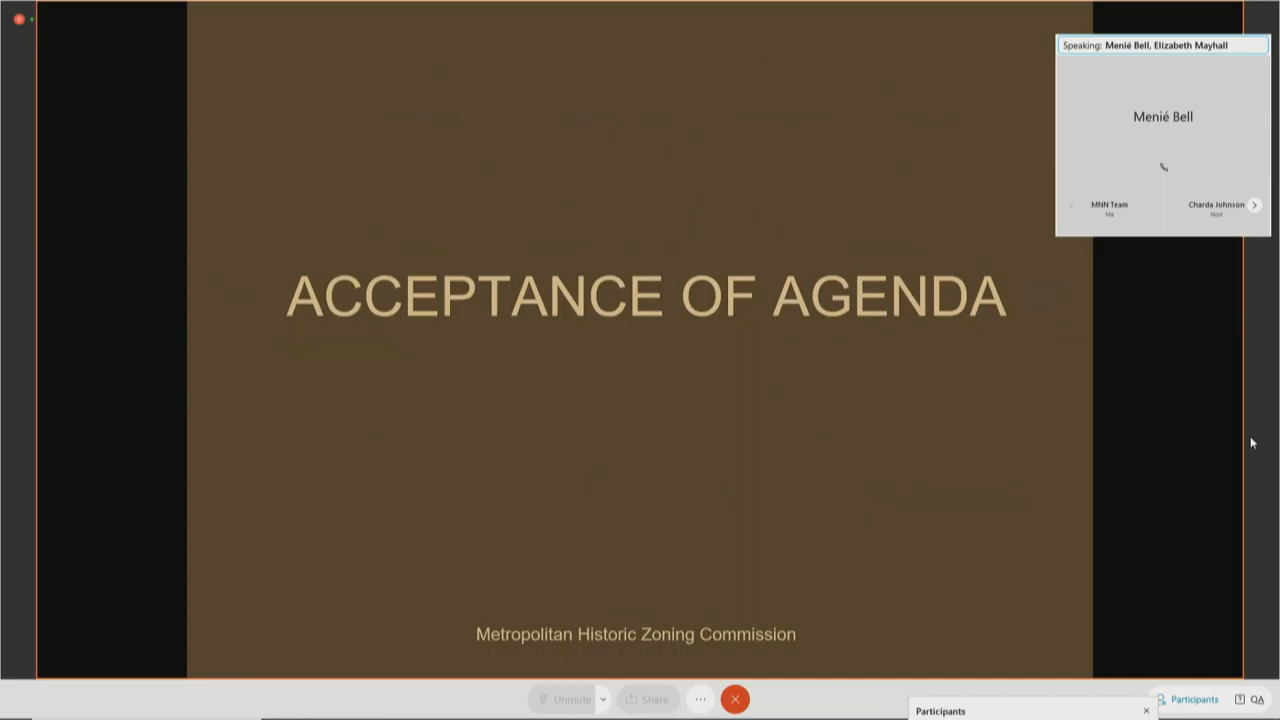 Speaking: Menié Bell, Elizabeth Mayhall
Menié Bell
MNN Team
Me
Charda Johnson
Host
ACCEPTANCE OF AGENDA
Metropolitan Historic Zoning Commission
Unmute
Share
Participants
QA
Participants